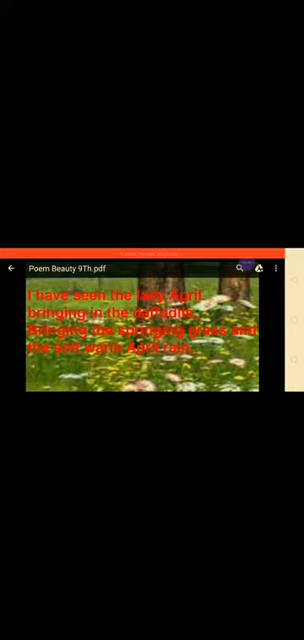 Poem Beauty 9Th.pdf
I have seen the lady April
bringing in the daffodils,
Bringing the springing grass and
the soft warm April rain.